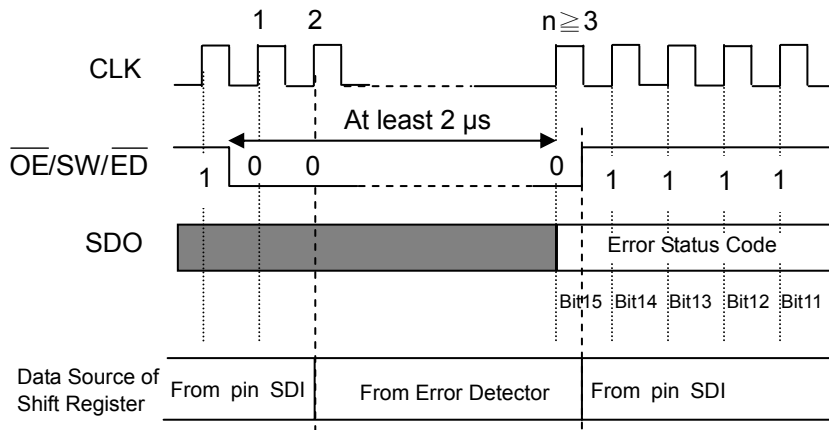 1 2 n≧3
CLK
At least 2 µs
OE/SW/ED
1 0 0 0 1 1 1 1
SDO
Error Status Code
Bit15 Bit14 Bit13 Bit12 Bit11
Data Source of
Shift Register
From pin SDI
From Error Detector
From pin SDI